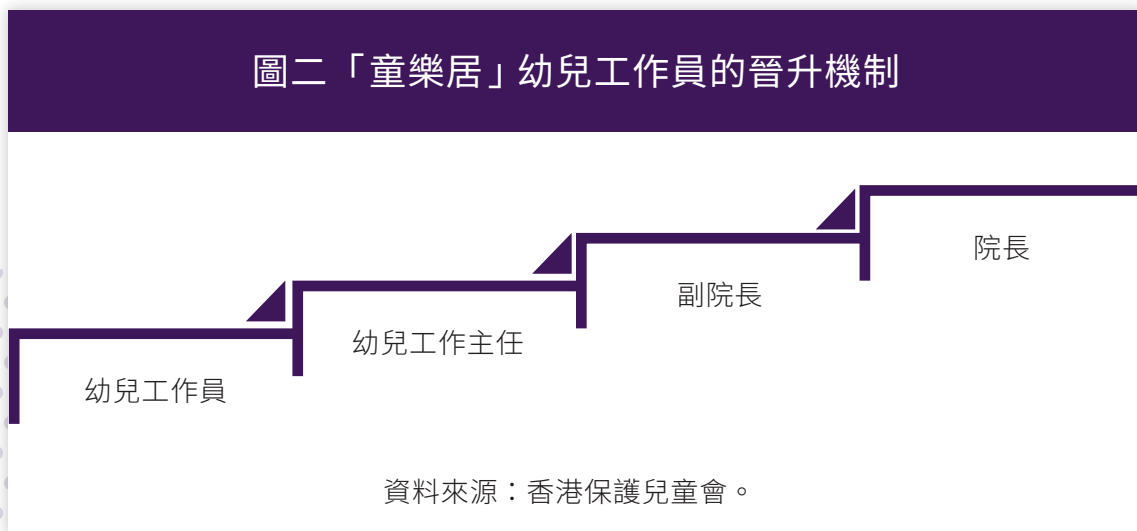 圖二「童樂居」幼兒工作員的晉升機制
院長
副院長
幼兒工作主任
幼兒工作員
資料來源：香港保護兒童會。